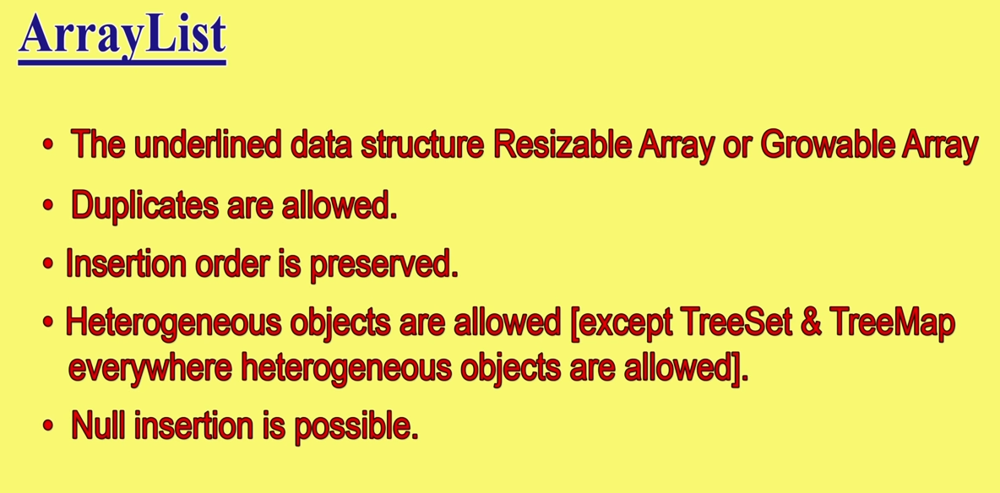 ArrayList
• The underlined data structure Resizable Array or Growable Array
• Duplicates are allowed.
• Insertion order is preserved.
• Heterogeneous objects are allowed [except TreeSet & TreeMap
everywhere heterogeneous objects are allowed].
• Null insertion is possible.